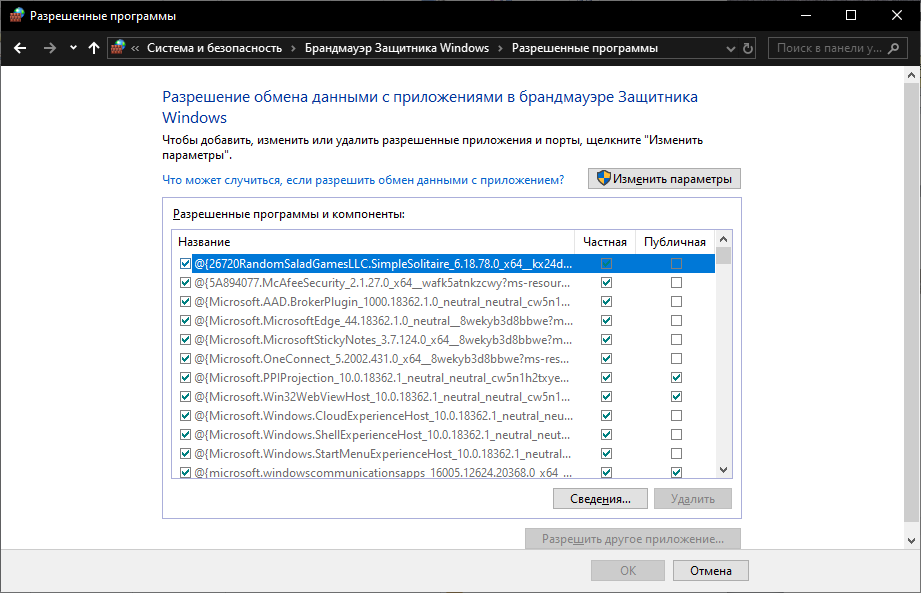 Разрешенные программы
« Система и безопасность › Брандмауэр Защитника Windows › Разрешенные программы
Поиск в панели у...
Разрешение обмена данными с приложениями в брандмауэре Защитника
Windows
Чтобы добавить, изменить или удалить разрешенные приложения и порты, щелкните "Изменить
параметры".
Что может случиться, если разрешить обмен данными с приложением?
Изменить параметры
Разрешенные программы и компоненты:
Название Частная Публичная
@{26720RandomSaladGamesLLC.SimpleSolitaire_6.18.78.0_x64__kx24d...
@{5A894077.McAfeeSecurity_2.1.27.0_x64__wafk5atnkzcwy?ms-resour...
@{Microsoft.AAD.BrokerPlugin_1000.18362.1.0_neutral_neutral_cw5n1...
@{Microsoft.MicrosoftEdge_44.18362.1.0_neutral__8wekyb3d8bbwe?m...
@{Microsoft.MicrosoftStickyNotes_3.7.124.0_x64__8wekyb3d8bbwe?m...
@{Microsoft.OneConnect_5.2002.431.0_x64__8wekyb3d8bbwe?ms-res...
@{Microsoft.PPIProjection_10.0.18362.1_neutral_neutral_cw5n1h2txye...
@{Microsoft.Win32WebViewHost_10.0.18362.1_neutral_neutral_cw5n1...
@{Microsoft.Windows.CloudExperienceHost_10.0.18362.1_neutral_neu...
@{Microsoft.Windows.ShellExperienceHost_10.0.18362.1_neutral_neut...
@{Microsoft.Windows.StartMenuExperienceHost_10.0.18362.1_neutral...
@{microsoft.windowscommunicationsapps_16005.12624.20368.0_x64_...
Сведения... Удалить
Разрешить другое приложение...
ОК Отмена